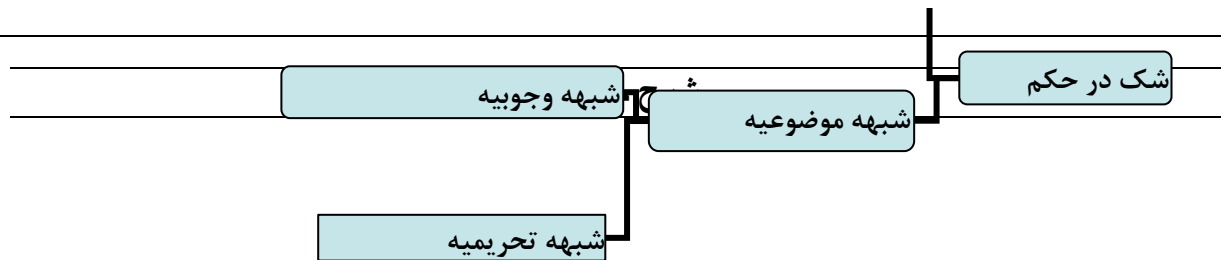 شک در حکم
شبهه وجوبیه
شبهه موضوعیه
شبهه تحریمیه